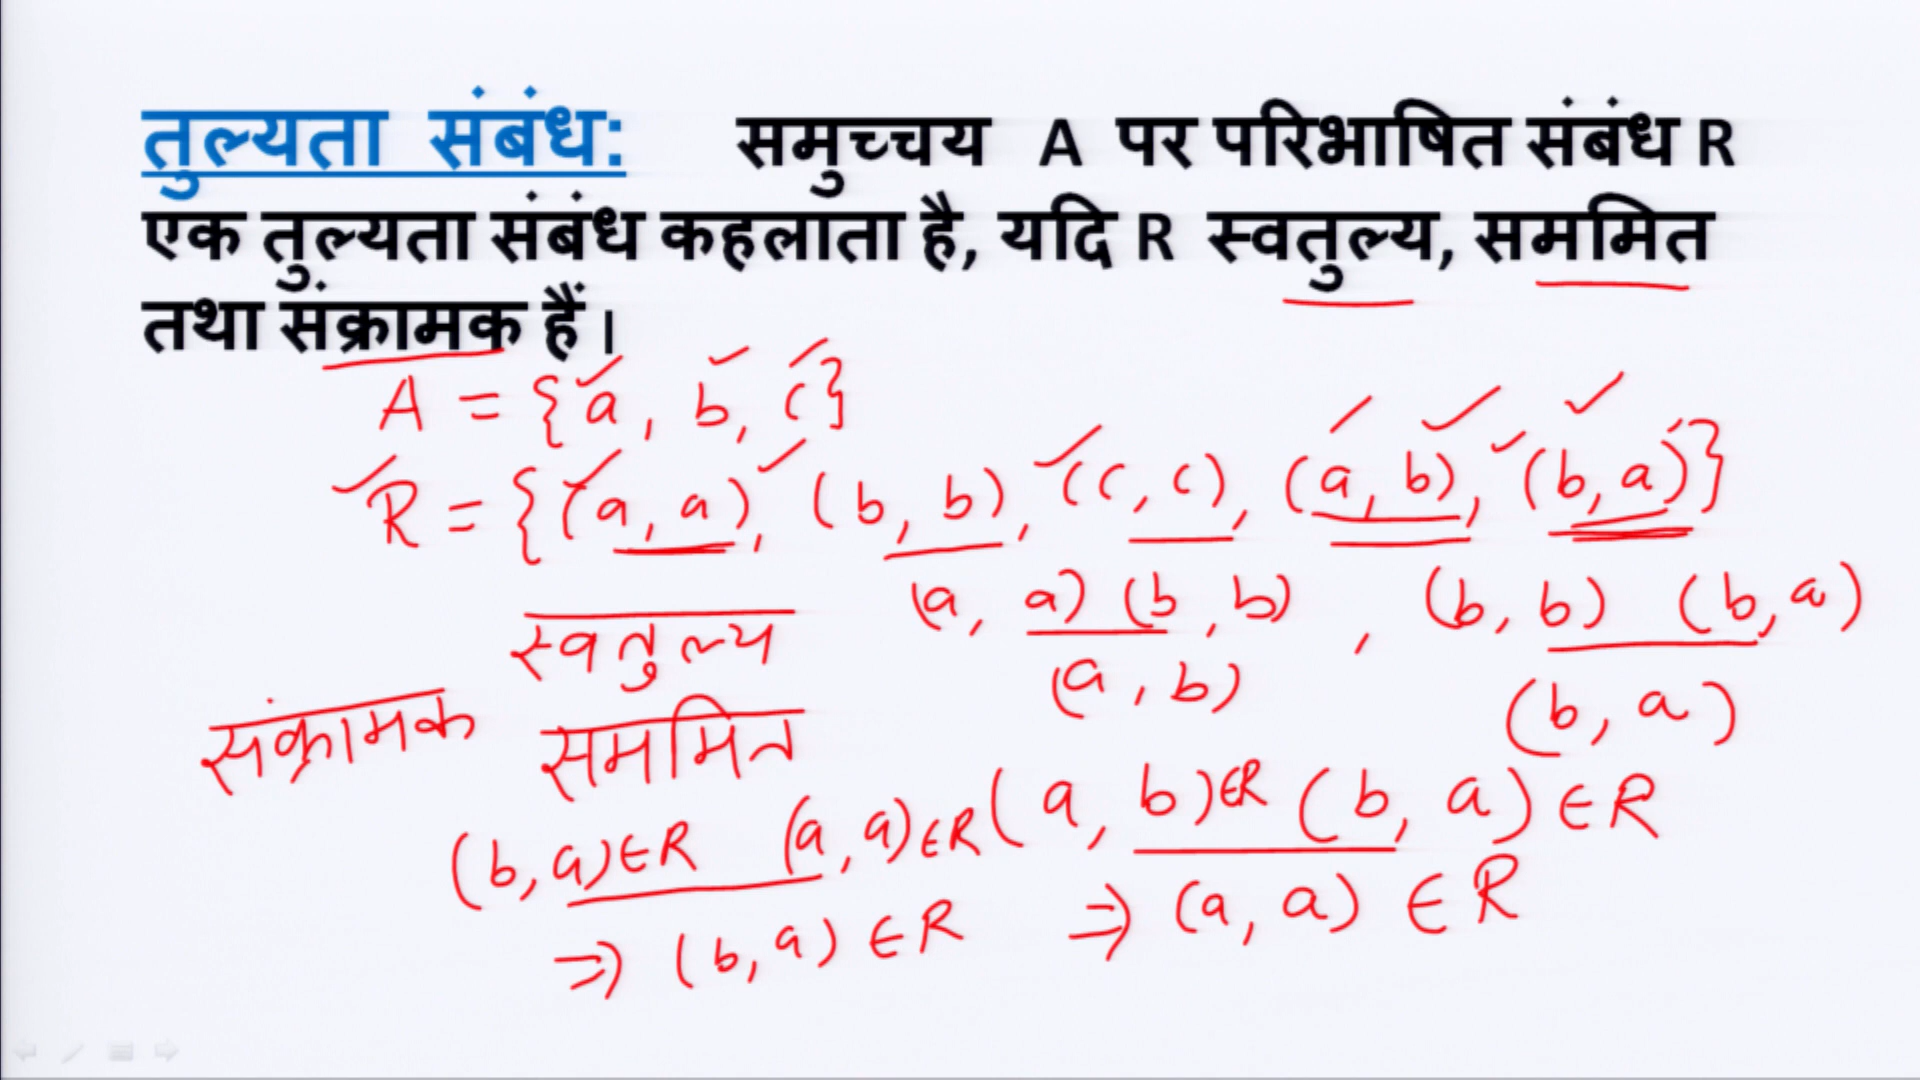 तुल्यता संबंध: समुच्चय A पर परिभाषित संबंध R
एक तुल्यता संबंध कहलाता है, यदि R स्वतुल्य, सममित
तथा संक्रामक हैं।
A = {a, b, c}
R = {(a, a), (b, b), (c, c), (a, b), (b, a)}
(a, a) (b, b) , (b, b) (b, a)
स्वतुल्य
(a, b) (b, a)
संक्रामक सममित
(a, b)∈R (b, a) ∈ R
(b, a)∈R (a, a)∈R
⇒ (a, a) ∈ R
⇒ (b, a) ∈ R